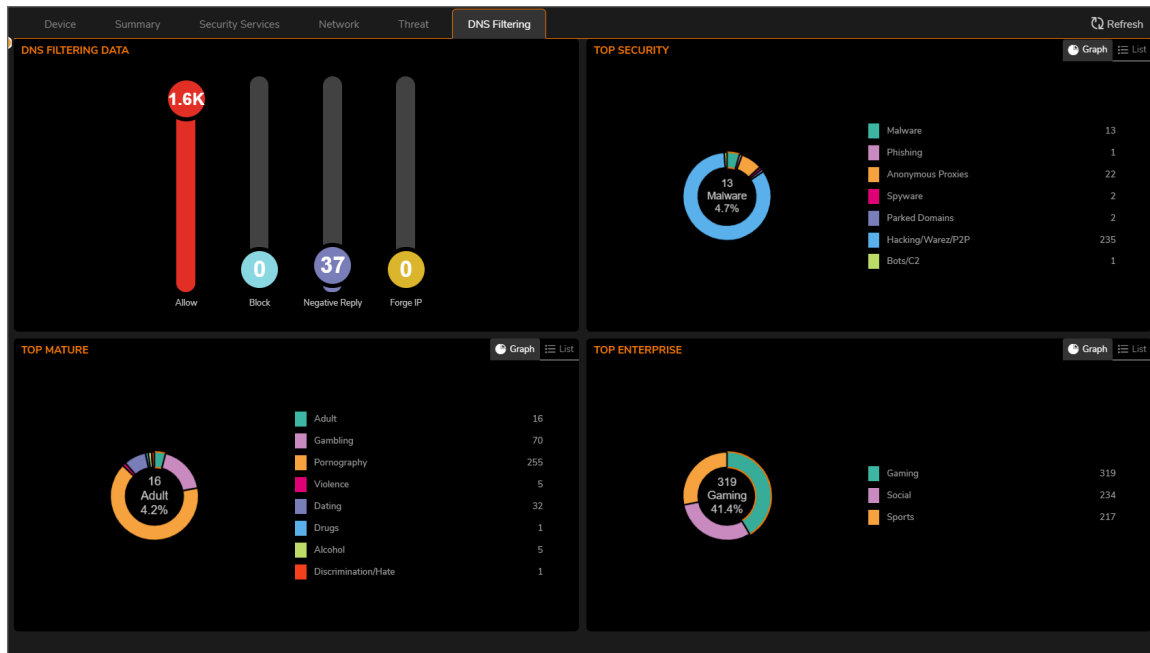 Device Summary Security Services Network Threat DNS Filtering Refresh
DNS FILTERING DATA
1.6K 0 37 0
Allow Block Negative Reply Forge IP
TOP SECURITY Graph List
13
Malware
4.7%
Malware 13
Phishing 1
Anonymous Proxies 22
Spyware 2
Parked Domains 2
Hacking/Warez/P2P 235
Bots/C2 1
TOP MATURE Graph List
16
Adult
4.2%
Adult 16
Gambling 70
Pornography 255
Violence 5
Dating 32
Drugs 1
Alcohol 5
Discrimination/Hate 1
TOP ENTERPRISE Graph List
319
Gaming
41.4%
Gaming 319
Social 234
Sports 217